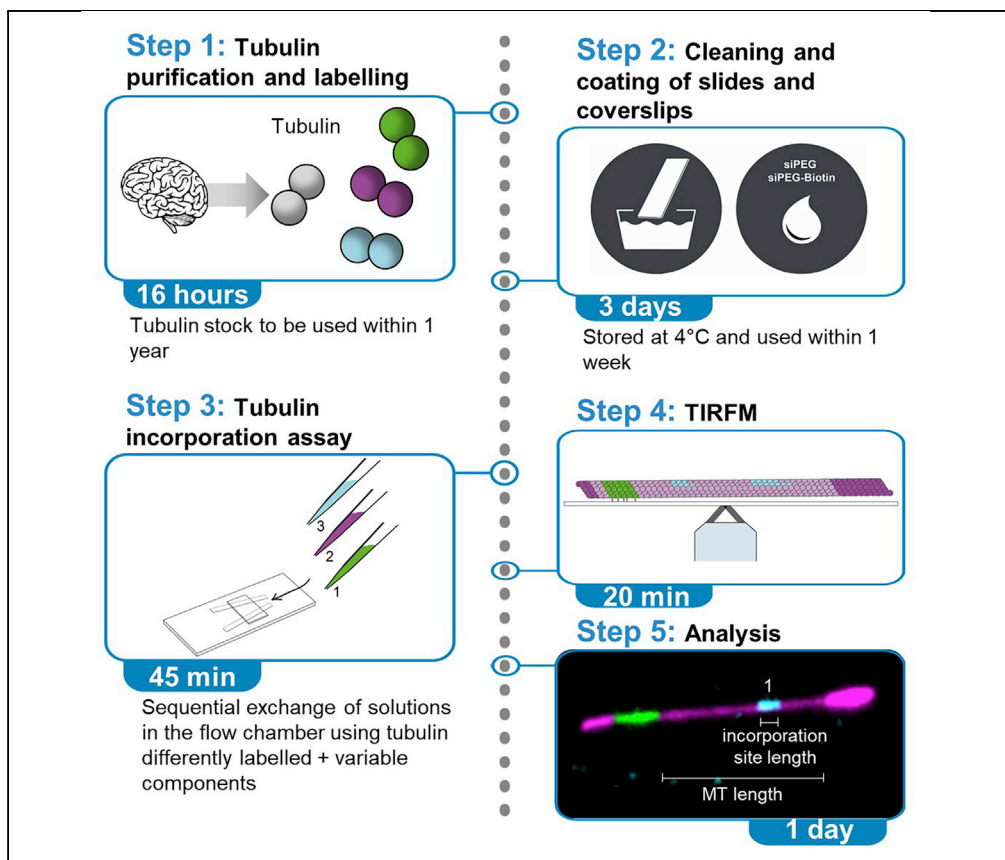 Step 1: Tubulin
purification and labelling
Tubulin
16 hours
Tubulin stock to be used within 1
year
Step 2: Cleaning and
coating of slides and
coverslips
siPEG
siPEG-Biotin
3 days
Stored at 4°C and used within 1
week
Step 3: Tubulin
incorporation assay
3
2
1
45 min
Sequential exchange of solutions
in the flow chamber using tubulin
differently labelled + variable
components
Step 4: TIRFM
20 min
Step 5: Analysis
1
incorporation
site length
MT length
1 day